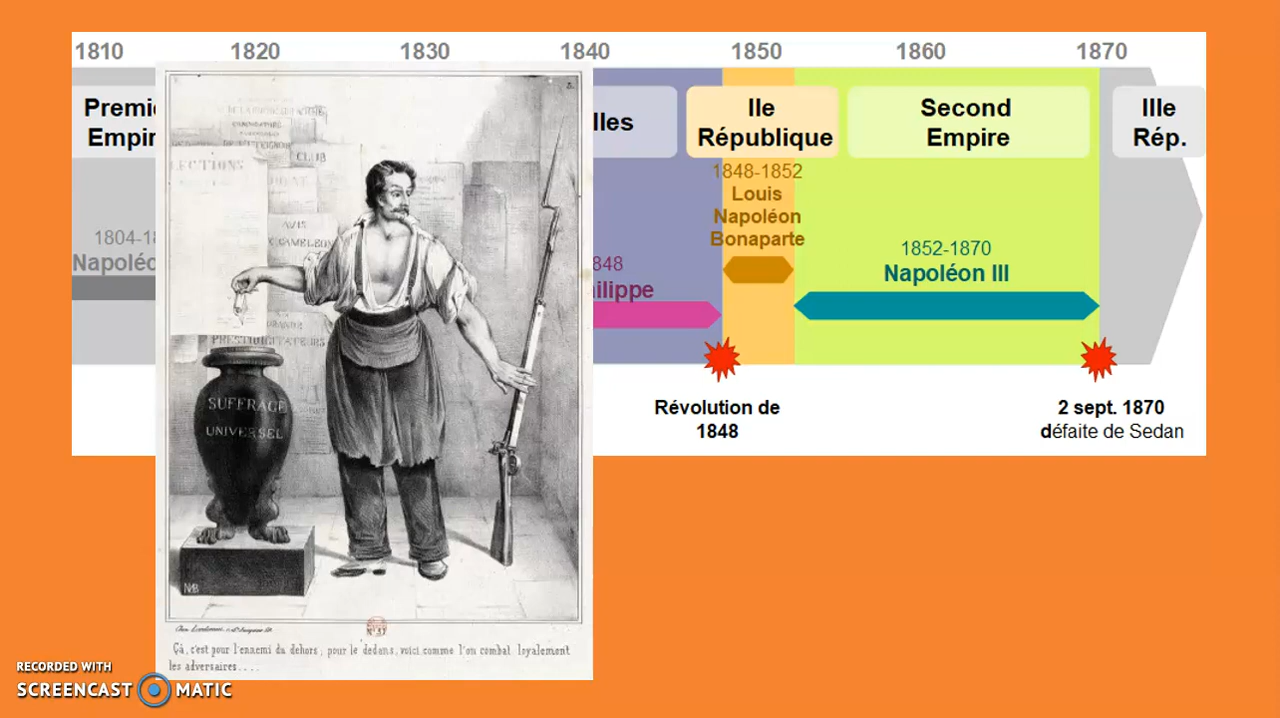 1810 1820 1830 1840 1850 1860 1870
Premie
Empir
lles
IIe
République
Second
Empire
IIIe
Rép.
1804-18
Napoléo
848
ilippe
1848-1852
Louis
Napoléon
Bonaparte
1852-1870
Napoléon III
Révolution de
1848
2 sept. 1870
défaite de Sedan
CLUB
LECTIONS
AVIS
CAMELEON
PRESTIDIGITATEURS
SUFFRAGE
UNIVERSEL
Çà, c'est pour l'ennemi du dehors, pour le dedans, voici comme l'on combat loyalement
les adversaires....
RECORDED WITH
SCREENCAST MATIC